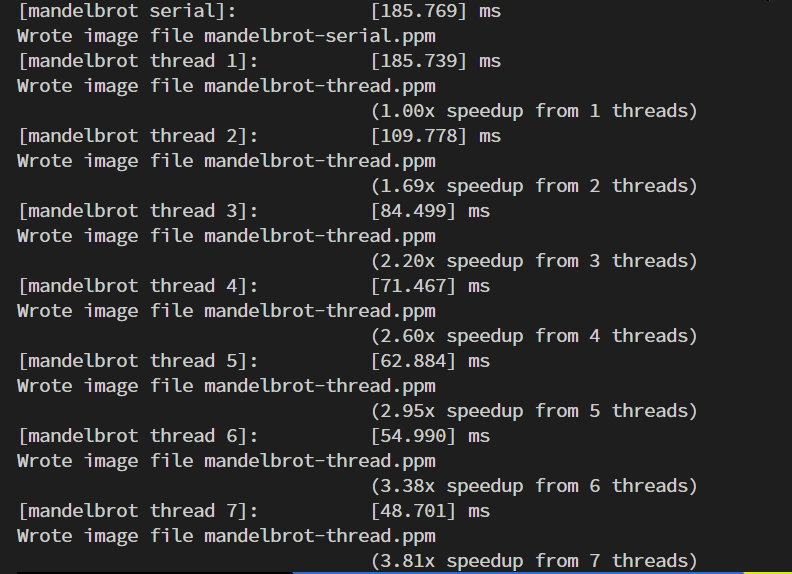 [mandelbrot serial]: [185.769] ms
Wrote image file mandelbrot-serial.ppm
[mandelbrot thread 1]: [185.739] ms
Wrote image file mandelbrot-thread.ppm
(1.00x speedup from 1 threads)
[mandelbrot thread 2]: [109.778] ms
Wrote image file mandelbrot-thread.ppm
(1.69x speedup from 2 threads)
[mandelbrot thread 3]: [84.499] ms
Wrote image file mandelbrot-thread.ppm
(2.20x speedup from 3 threads)
[mandelbrot thread 4]: [71.467] ms
Wrote image file mandelbrot-thread.ppm
(2.60x speedup from 4 threads)
[mandelbrot thread 5]: [62.884] ms
Wrote image file mandelbrot-thread.ppm
(2.95x speedup from 5 threads)
[mandelbrot thread 6]: [54.990] ms
Wrote image file mandelbrot-thread.ppm
(3.38x speedup from 6 threads)
[mandelbrot thread 7]: [48.701] ms
Wrote image file mandelbrot-thread.ppm
(3.81x speedup from 7 threads)